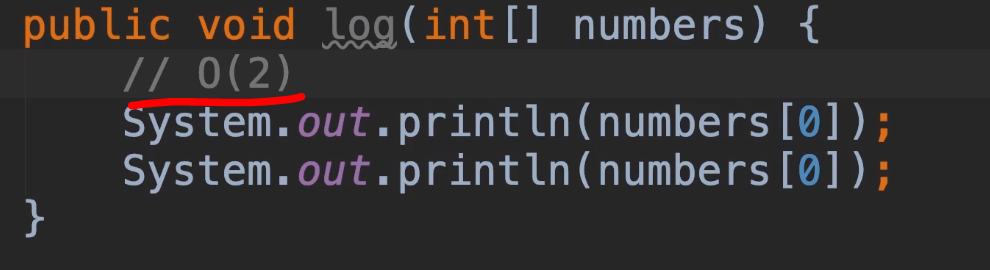 public void log(int[] numbers) {
// O(2)
System.out.println(numbers[0]);
System.out.println(numbers[0]);
}